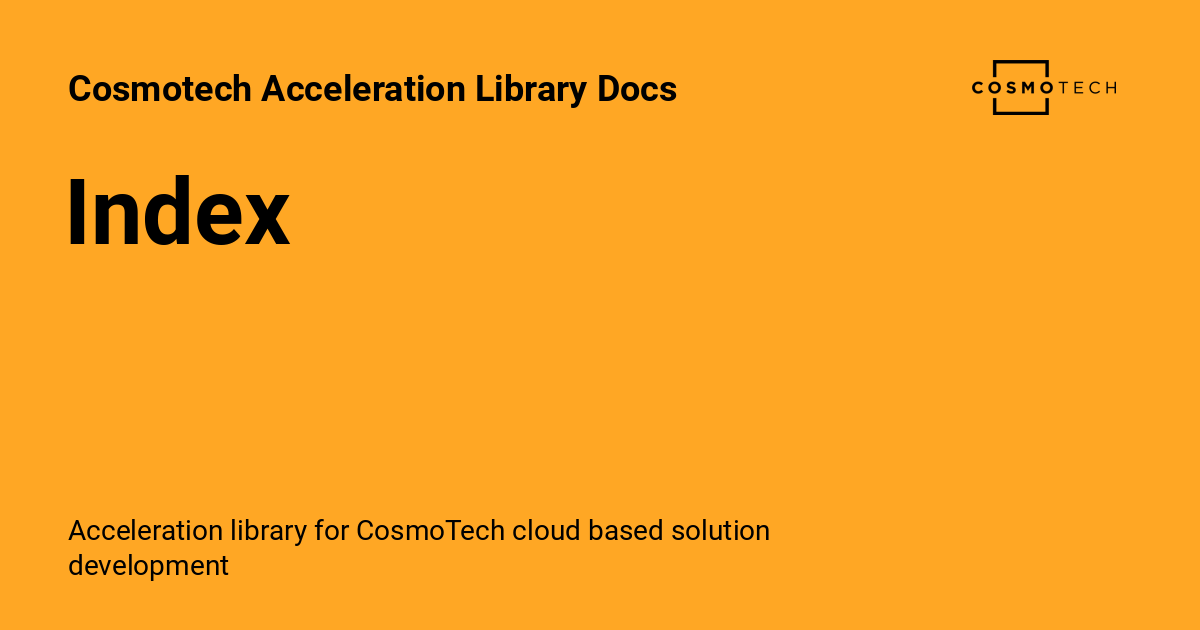 Cosmotech Acceleration Library Docs
COSMOTECH
Index
Acceleration library for CosmoTech cloud based solution
development